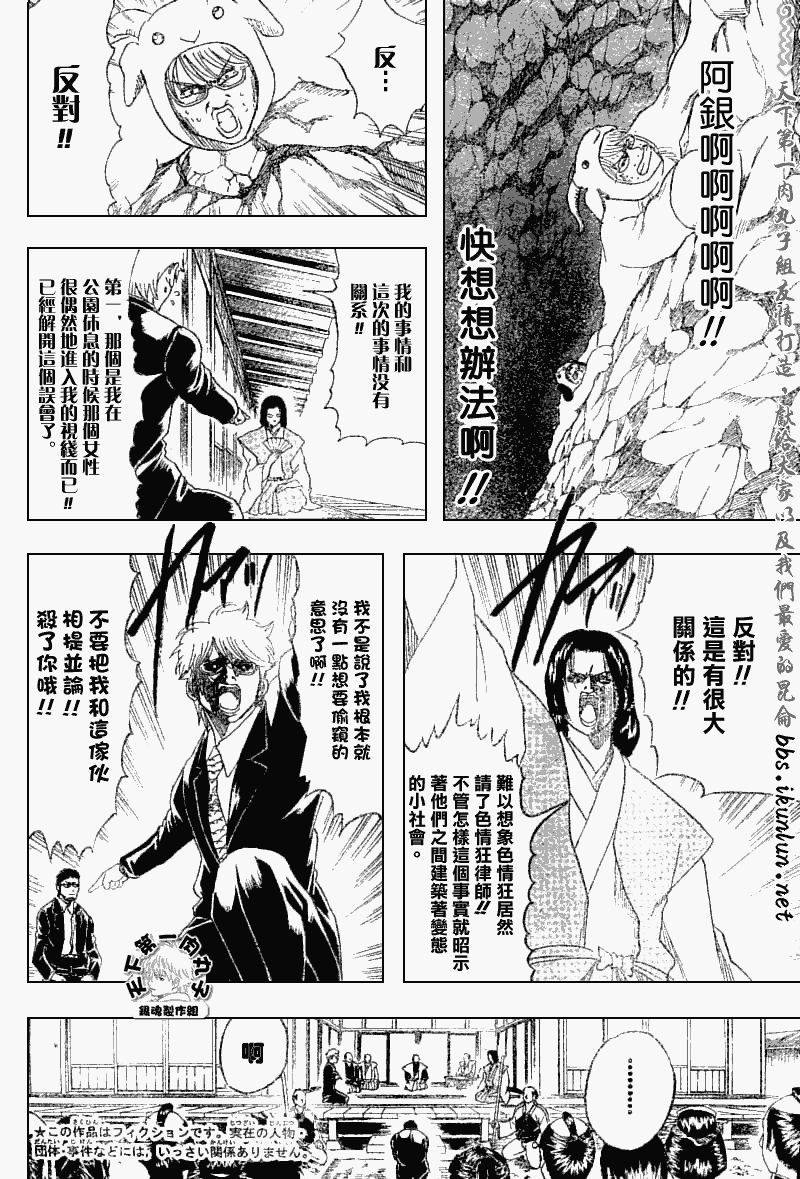 阿銀啊啊啊啊啊!!
快想想辦法啊!!
反…
反對!!
我的事情和
這次的事情没有
關系!!
第一，那個是我在
公園休息的時候那個女性
很偶然地進入我的視綫而已!!
已經解開這個誤會了。
反對!!
這是有很大
關係的!!
難以想象色情狂居然
請了色情狂律師!!
不管怎樣這個事實就昭示
著他們之間建築著變態
的小社會。
我不是說了我根本就
沒有一點想要偷窺的
意思了啊!!
不要把我和這傢伙
相提並論!!
殺了你哦!!
………
啊
天下第一肉丸子
銀魂製作組
★この作品はフィクションです。実在の人物・
団体・事件などには、いっさい関係ありません。
天下第一肉丸子組友情打造，獻給大家以及我們最愛的昆侖 bbs.ikunlun.net